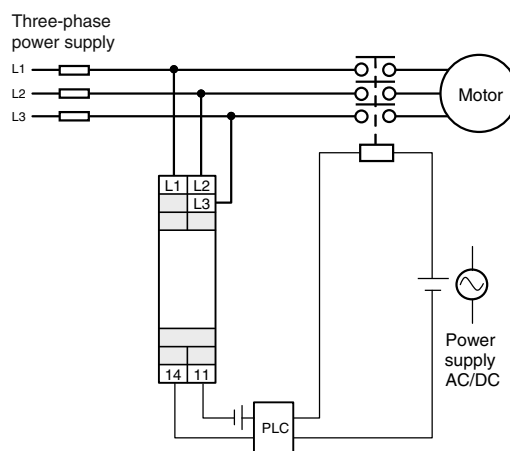 Three-phase
power supply
L1
L2
L3
Motor
L1 L2
L3
Power
supply
AC/DC
14 11
PLC